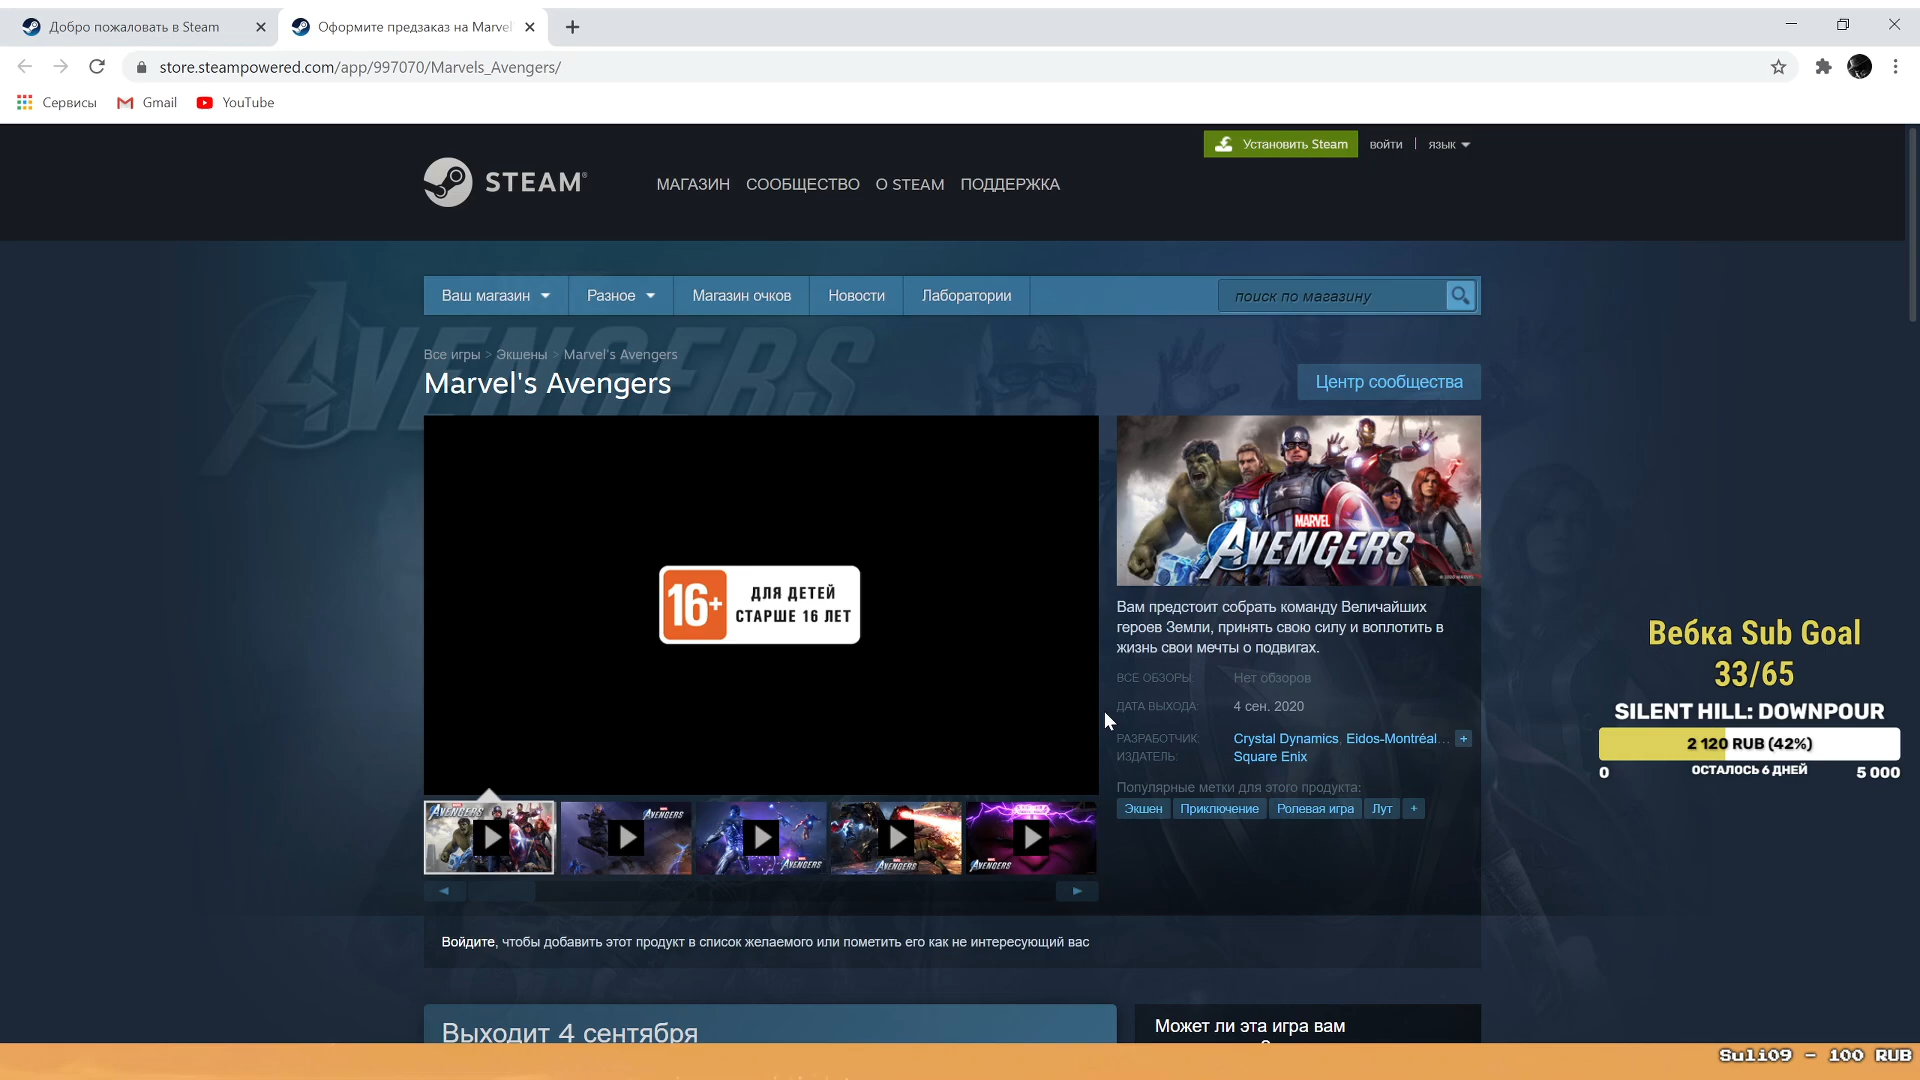 Добро пожаловать в Steam
Оформите предзаказ на Marvel
store.steampowered.com/app/997070/Marvels_Avengers/
Сервисы
Gmail
YouTube
Установить Steam
войти
язык
STEAM
МАГАЗИН СООБЩЕСТВО О STEAM ПОДДЕРЖКА
Ваш магазин
Разное
Магазин очков
Новости
Лаборатории
поиск по магазину
AVENGERS
Все игры > Экшены > Marvel's Avengers
Marvel's Avengers
Центр сообщества
16+
ДЛЯ ДЕТЕЙ
СТАРШЕ 16 ЛЕТ
MARVEL
AVENGERS
Вам предстоит собрать команду Величайших
героев Земли, принять свою силу и воплотить в
жизнь свои мечты о подвигах.
ВСЕ ОБЗОРЫ: Нет обзоров
ДАТА ВЫХОДА: 4 сен. 2020
РАЗРАБОТЧИК: Crystal Dynamics, Eidos-Montréal... +
ИЗДАТЕЛЬ: Square Enix
Популярные метки для этого продукта:
Экшен Приключение Ролевая игра Лут +
AVENGERS
AVENGERS
AVENGERS
AVENGERS
AVENGERS
Войдите, чтобы добавить этот продукт в список желаемого или пометить его как не интересующий вас
Выходит 4 сентября
Может ли эта игра вам
Вебка Sub Goal
33/65
SILENT HILL: DOWNPOUR
2 120 RUB (42%)
0 ОСТАЛОСЬ 6 ДНЕЙ 5 000
Suli09 - 100 RUB